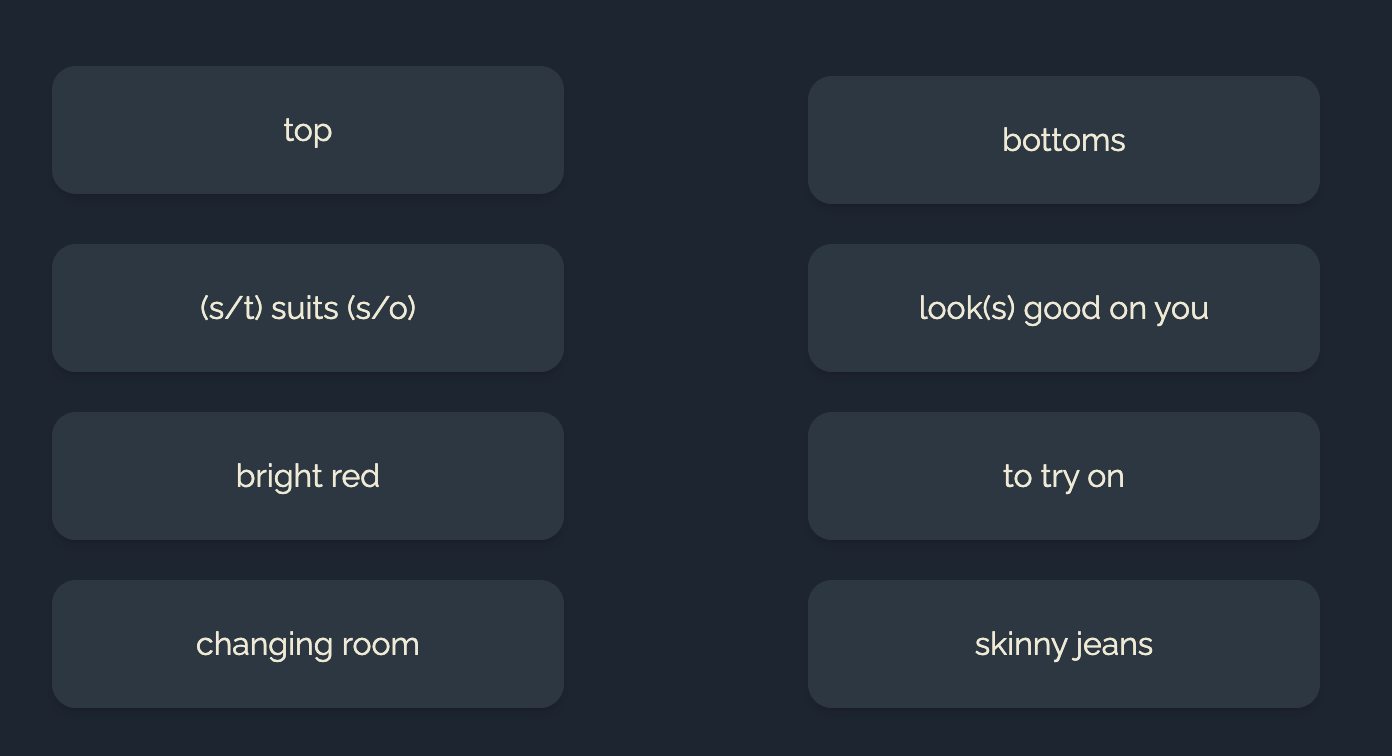 top
bottoms
(s/t) suits (s/o)
look(s) good on you
bright red
to try on
changing room
skinny jeans